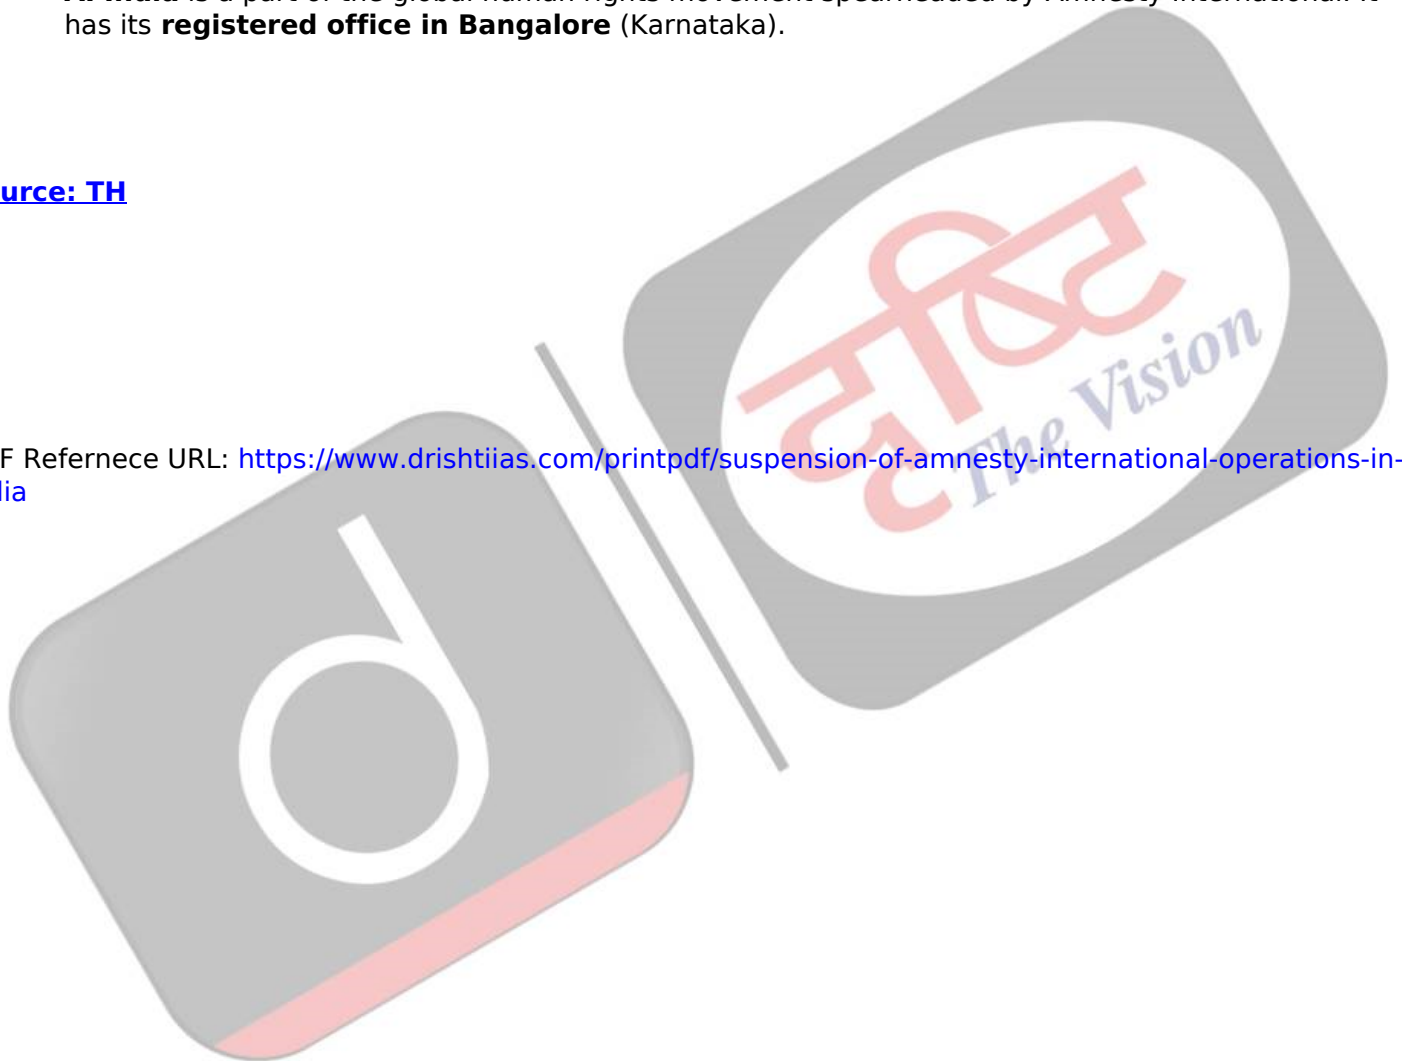 has its registered office in Bangalore (Karnataka).
urce: TH
दृष्टि
The Vision
F Refernece URL: https://www.drishtiias.com/printpdf/suspension-of-amnesty-international-operations-in-
lia
d